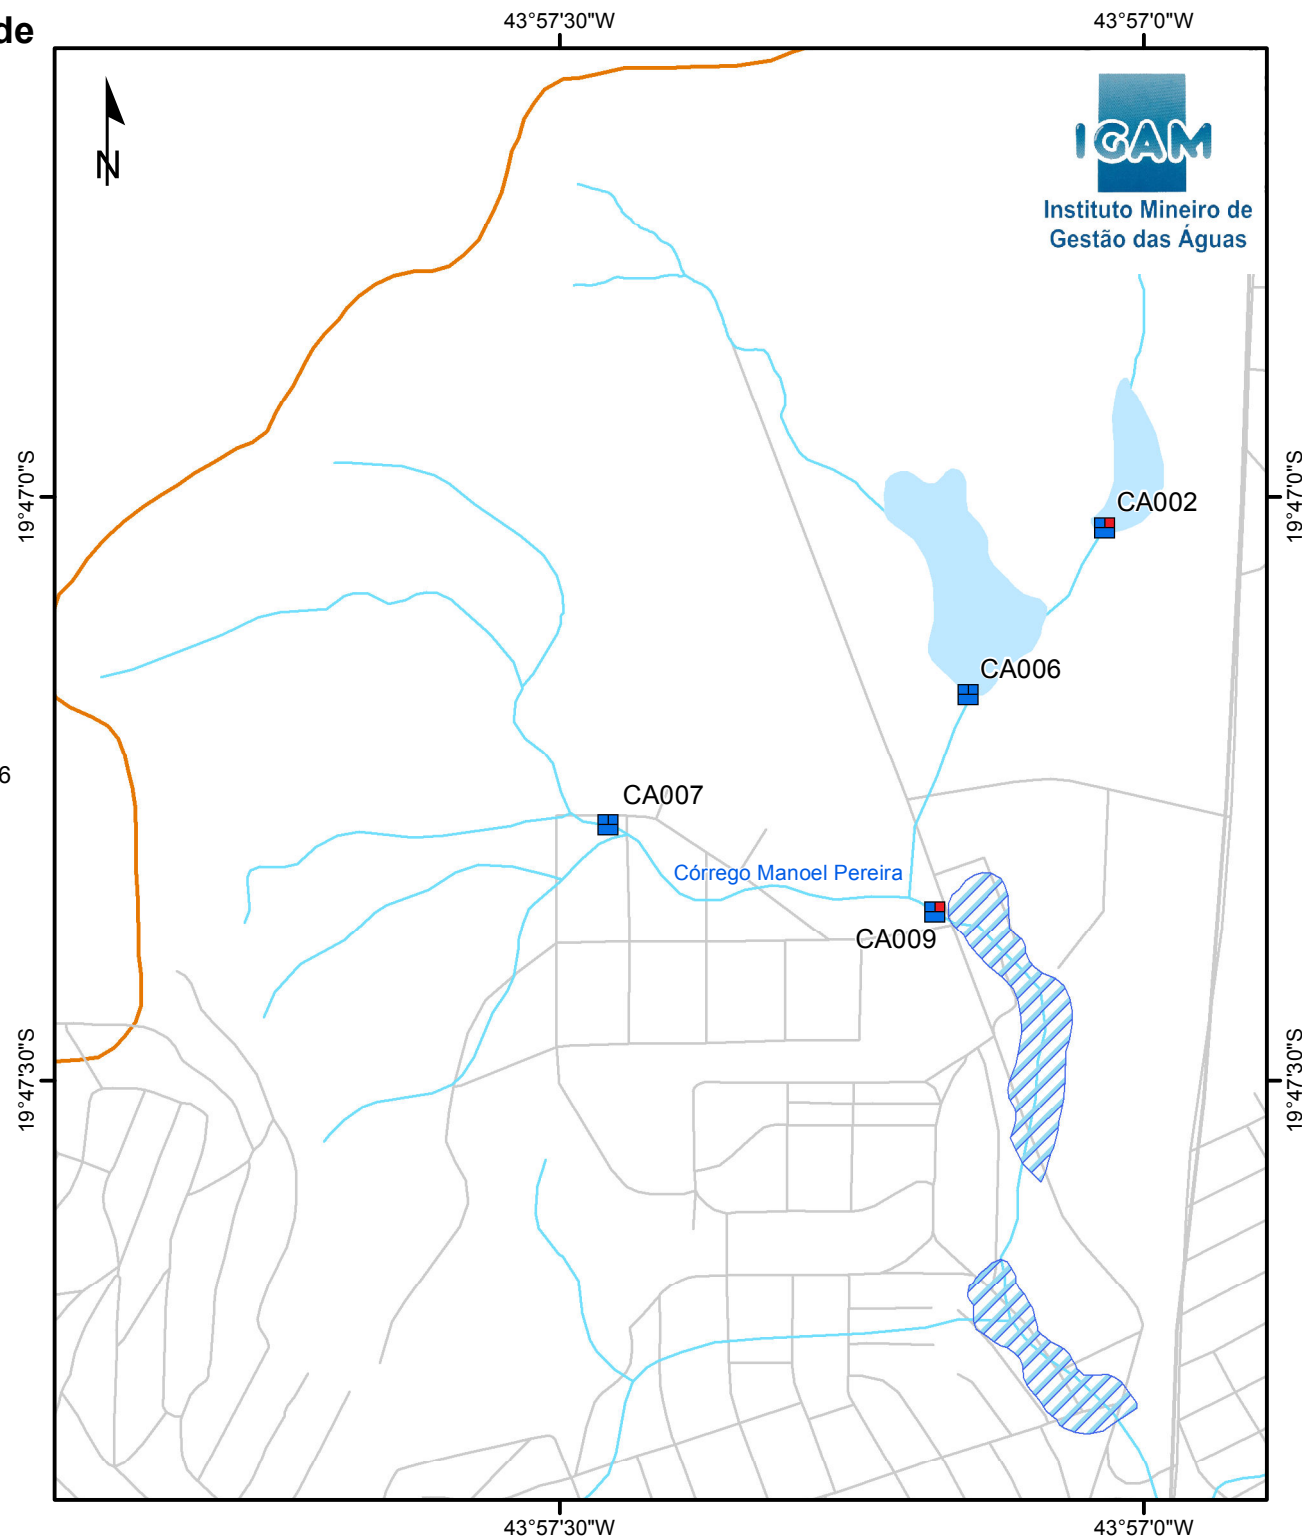 de
43°57'30"W
43°57'0"W
N
IGAM
Instituto Mineiro de
Gestão das Águas
19°47'0"S
19°47'0"S
CA002
CA006
6
CA007
Córrego Manoel Pereira
CA009
19°47'30"S
19°47'30"S
43°57'30"W
43°57'0"W